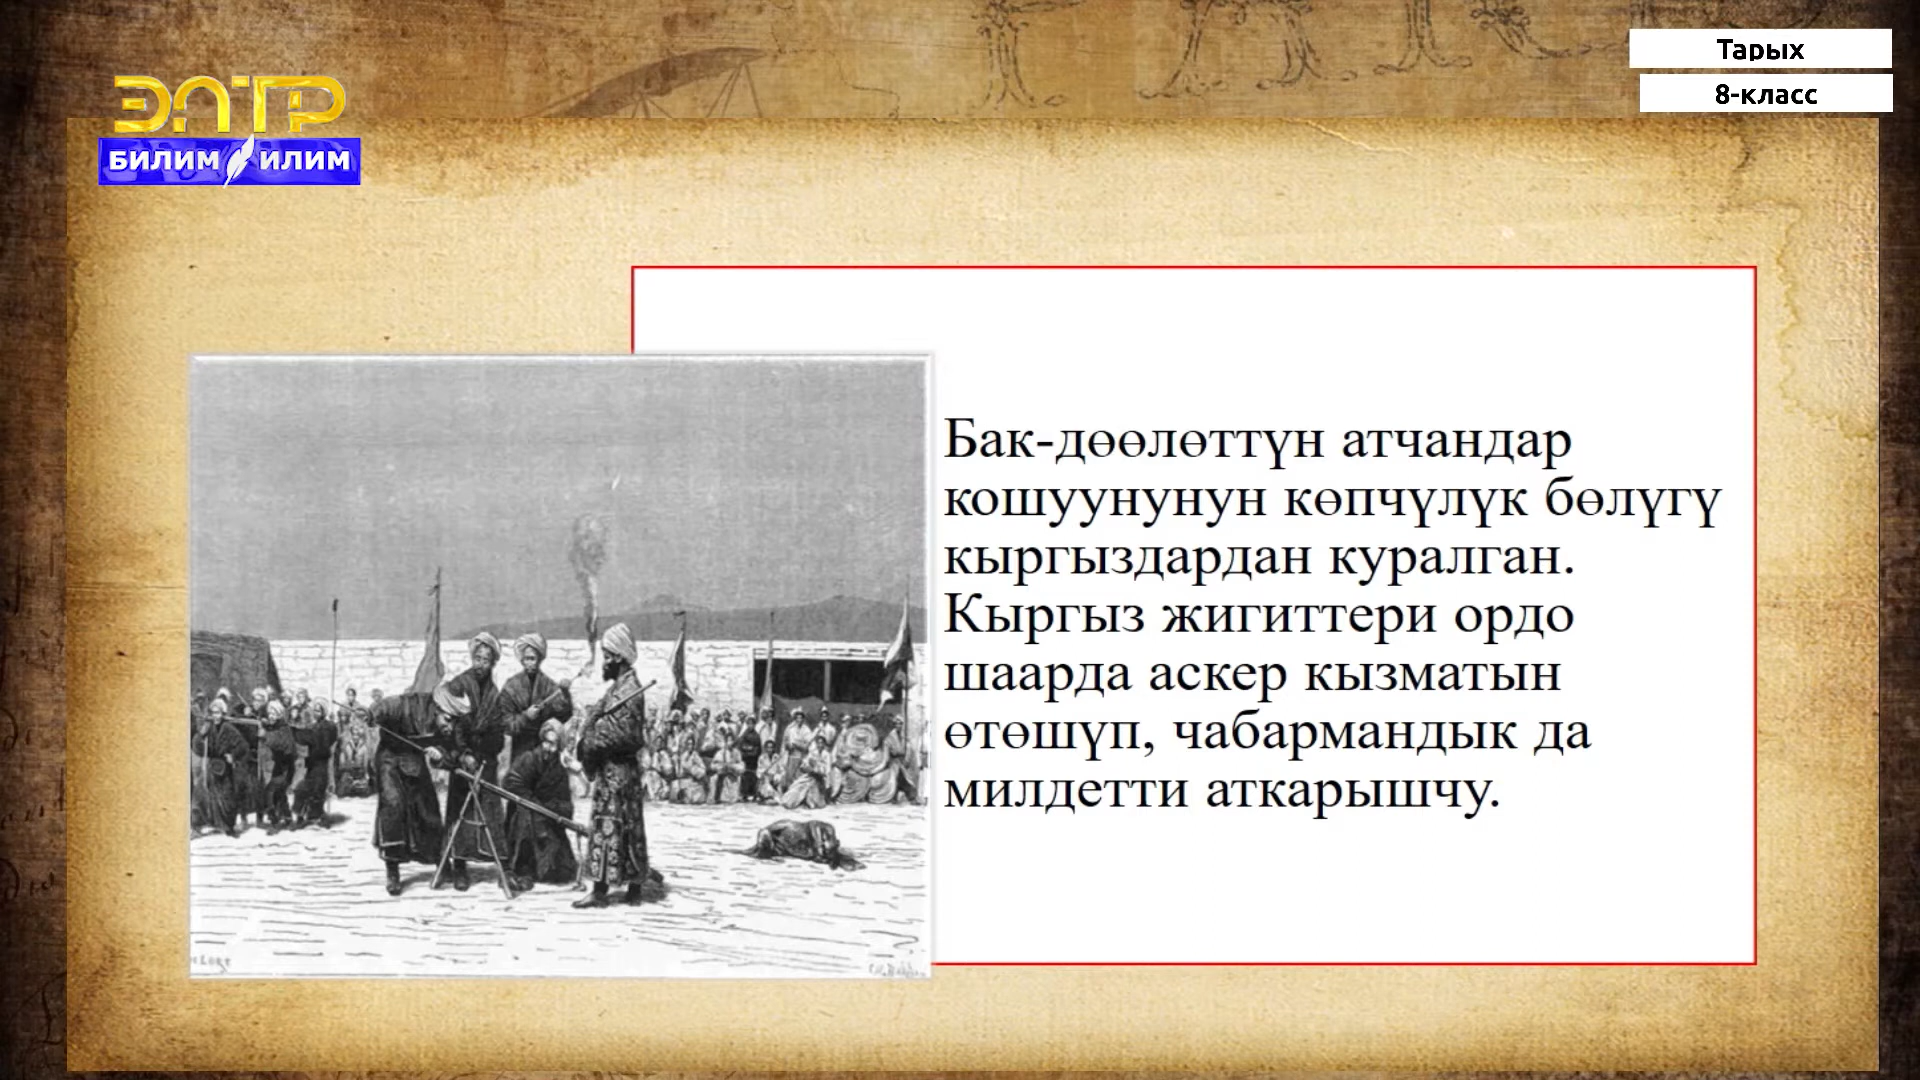 Тарых
8-класс
ЭЛТР
БИЛИМ ИЛИМ
Бак-дөөлөттүн атчандар
кошуунунун көпчүлүк бөлүгү
кыргыздардан куралган.
Кыргыз жигиттери ордо
шаарда аскер кызматын
өтөшүп, чабармандык да
милдетти аткарышчу.